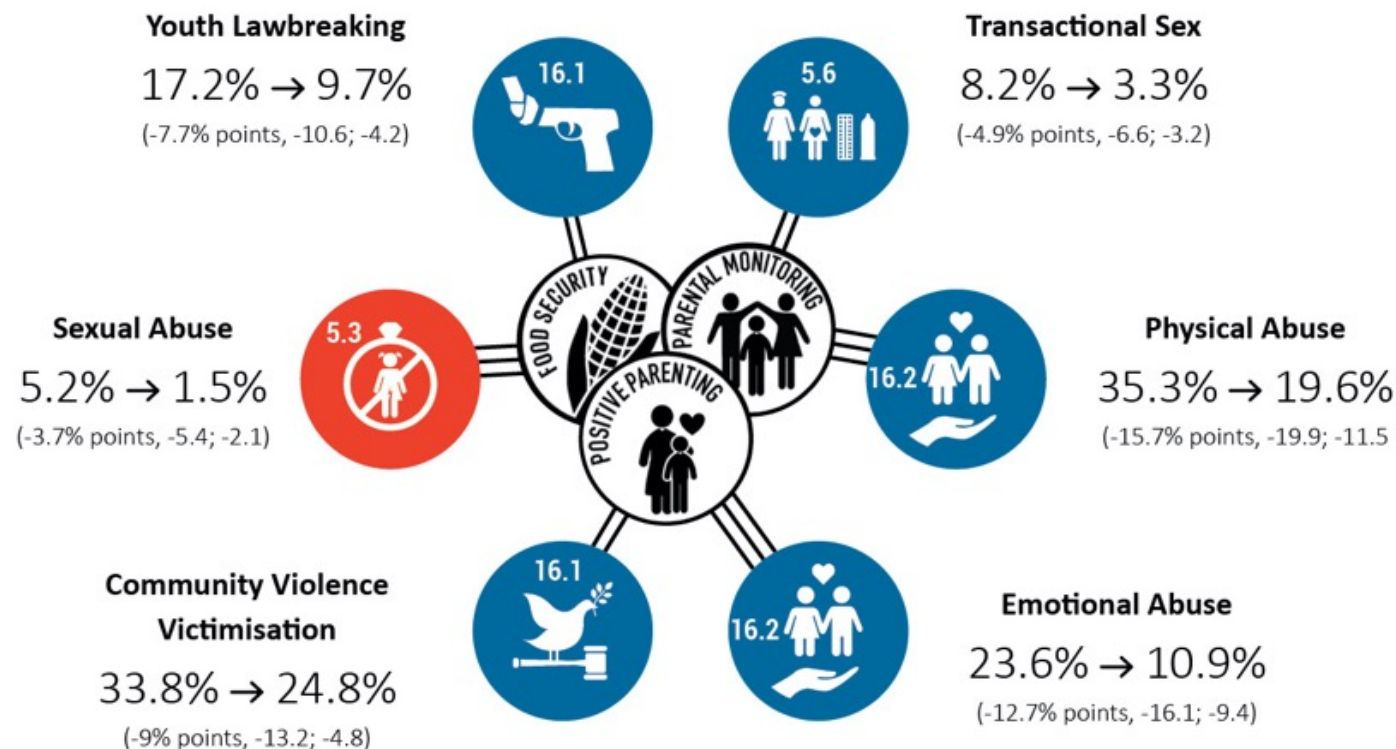 Youth Lawbreaking
17.2% → 9.7%
(-7.7% points, -10.6; -4.2)
16.1
Transactional Sex
8.2% → 3.3%
(-4.9% points, -6.6; -3.2)
5.6
Sexual Abuse
5.2% → 1.5%
(-3.7% points, -5.4; -2.1)
5.3
FOOD SECURITY
PARENTAL MONITORING
POSITIVE PARENTING
Physical Abuse
35.3% → 19.6%
(-15.7% points, -19.9; -11.5
16.2
Community Violence
Victimisation
33.8% → 24.8%
(-9% points, -13.2; -4.8)
16.1
Emotional Abuse
23.6% → 10.9%
(-12.7% points, -16.1; -9.4)
16.2